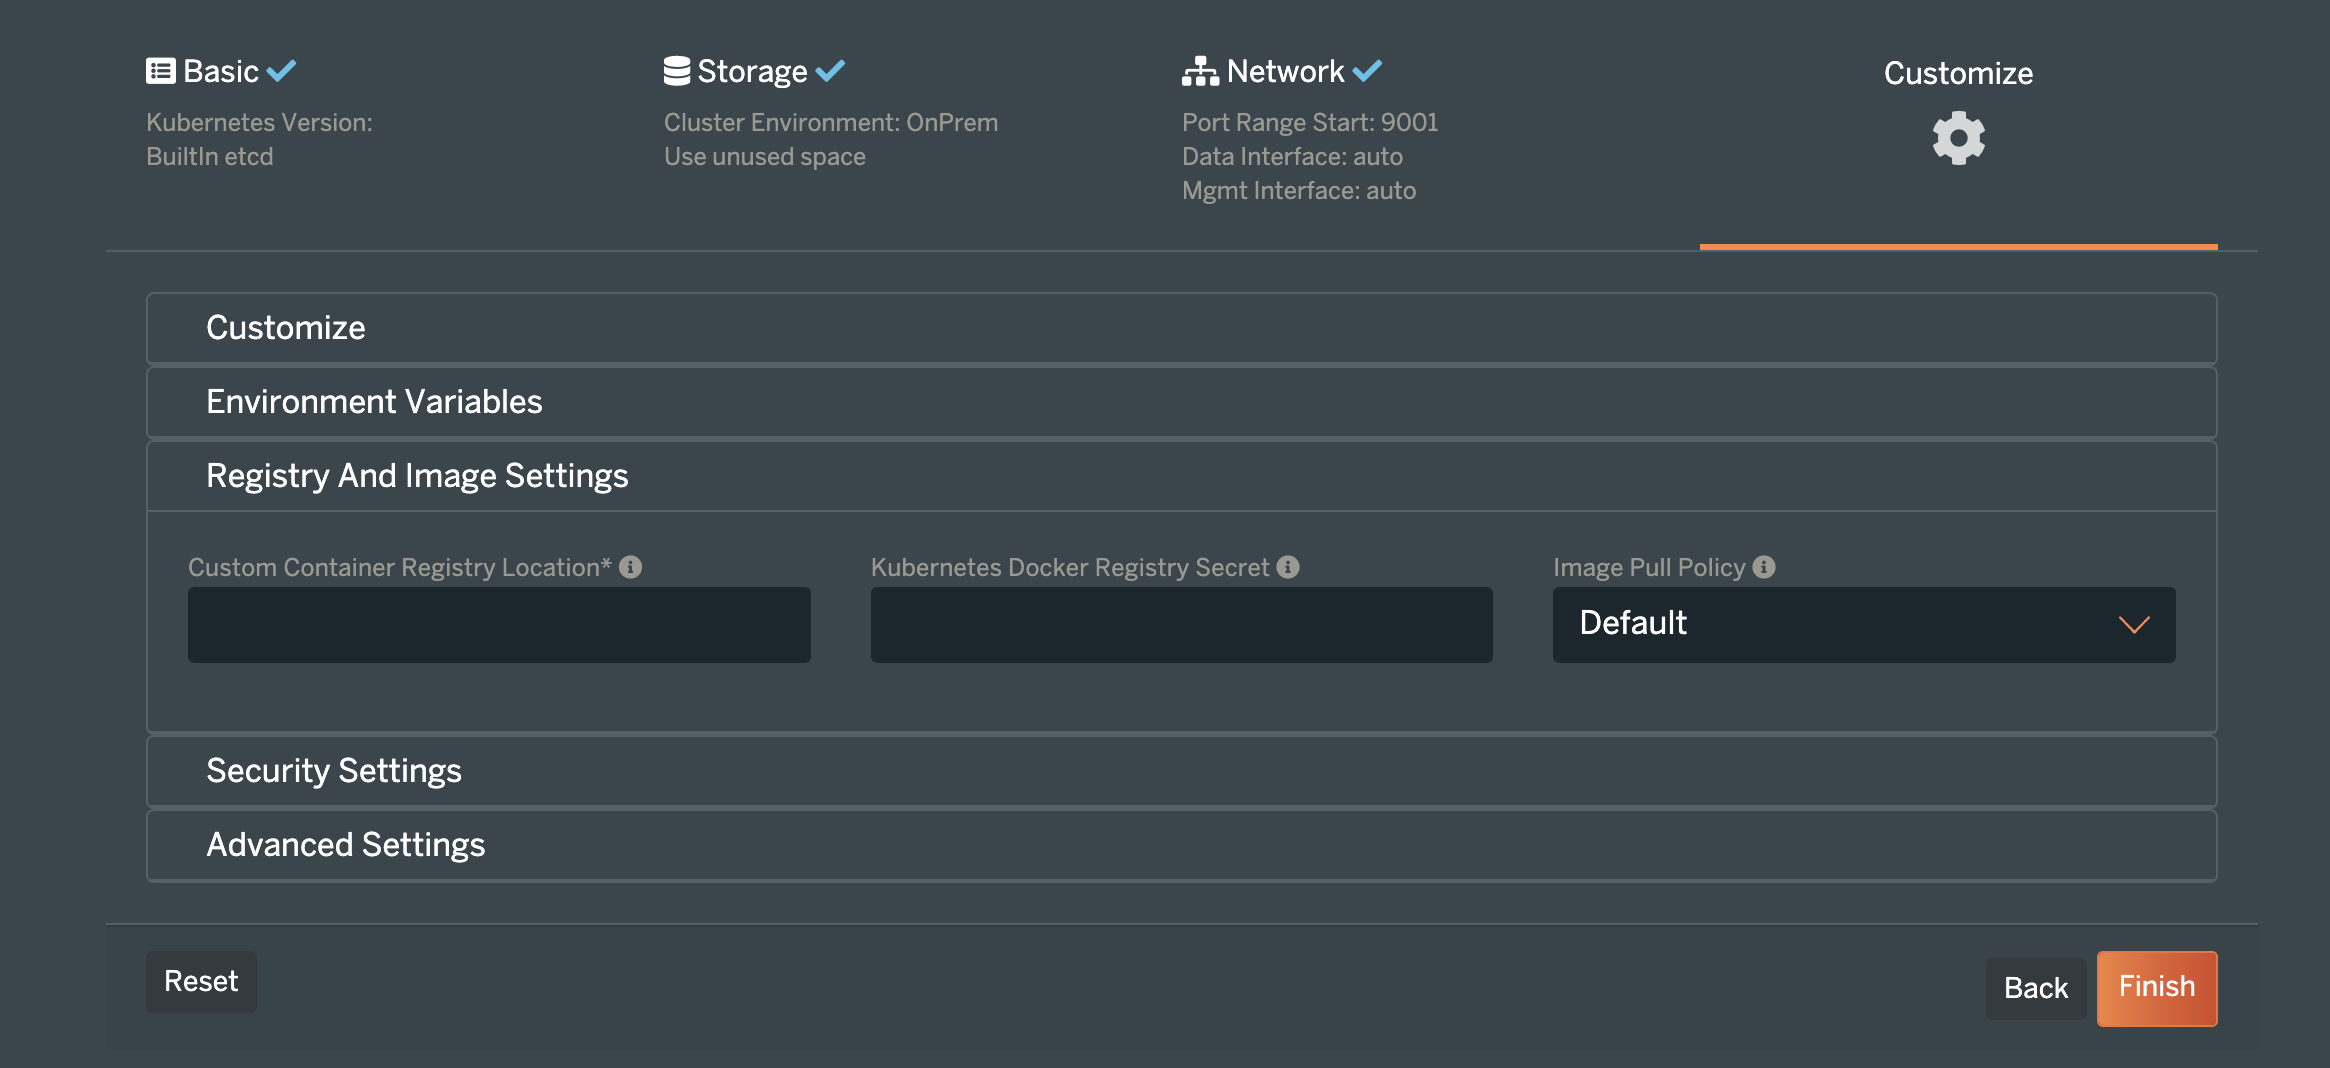 Basic
Kubernetes Version:
BuiltIn etcd
Storage
Cluster Environment: OnPrem
Use unused space
Network
Port Range Start: 9001
Data Interface: auto
Mgmt Interface: auto
Customize
Customize
Environment Variables
Registry And Image Settings
Custom Container Registry Location*
Kubernetes Docker Registry Secret
Image Pull Policy
Default
Security Settings
Advanced Settings
Reset
Back
Finish